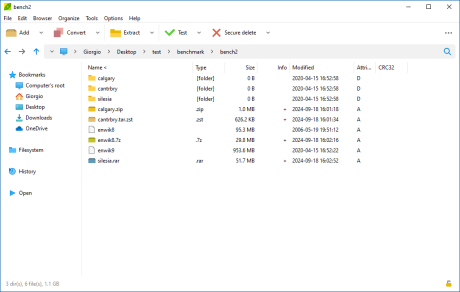 bench2
File Edit Browser Organize Tools Options Help
Add Convert Extract Test Secure delete
Giorgio Desktop test benchmark bench2
Bookmarks
Computer's root
Giorgio
Desktop
Downloads
OneDrive
Filesystem
History
Open
Name < Type Size Info Modified Attri... CRC32
calgary [folder] 0 B 2020-04-15 16:52:58 D
cantrbry [folder] 0 B 2020-04-15 16:52:58 D
silesia [folder] 0 B 2020-04-15 16:52:58 D
calgary.zip .zip 1.0 MB + 2024-09-18 16:01:18 A
cantrbry.tar.zst .zst 626.2 KB + 2024-09-18 16:01:34 A
enwik8 95.3 MB 2006-05-19 19:51:12 A
enwik8.7z .7z 29.8 MB + 2024-09-18 16:02:16 A
enwik9 953.6 MB 2020-04-15 16:52:22 A
silesia.rar .rar 51.7 MB + 2024-09-18 16:02:52 A
3 dir(s), 6 file(s), 1.1 GB